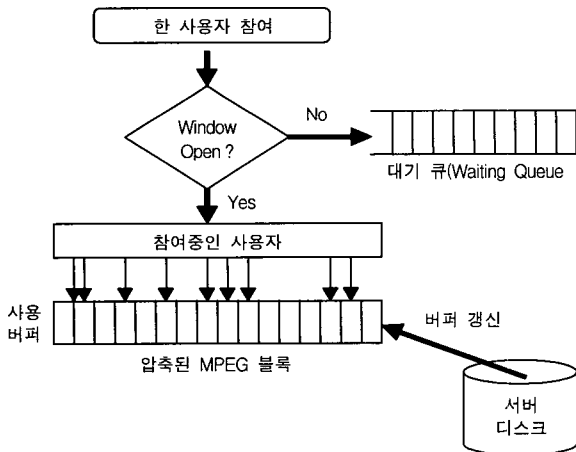 한 사용자 참여
Window
Open ?
No
대기 큐(Waiting Queue
Yes
참여중인 사용자
사용
버퍼
버퍼 갱신
압축된 MPEG 블록
서버
디스크